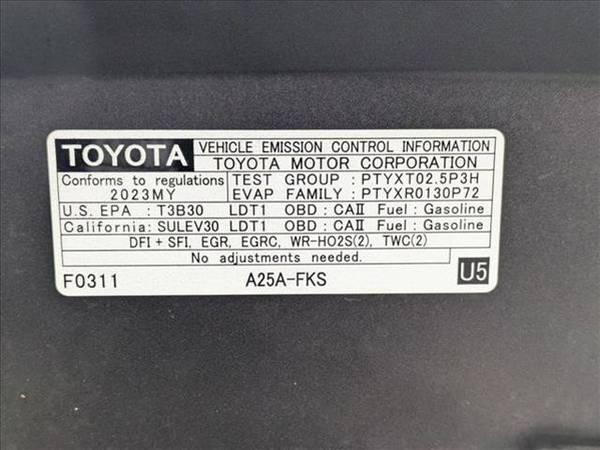 TOYOTA VEHICLE EMISSION CONTROL INFORMATION
TOYOTA MOTOR CORPORATION
Conforms to regulations TEST GROUP : PTYXT02.5P3H
2023MY EVAP FAMILY : PTYXR0130P72
U.S. EPA : T3B30 LDT1 OBD : CAII Fuel : Gasoline
California: SULEV30 LDT1 OBD : CAII Fuel : Gasoline
DFI + SFI, EGR, EGRC, WR-HO2S(2), TWC(2)
No adjustments needed.
F0311 A25A-FKS U5